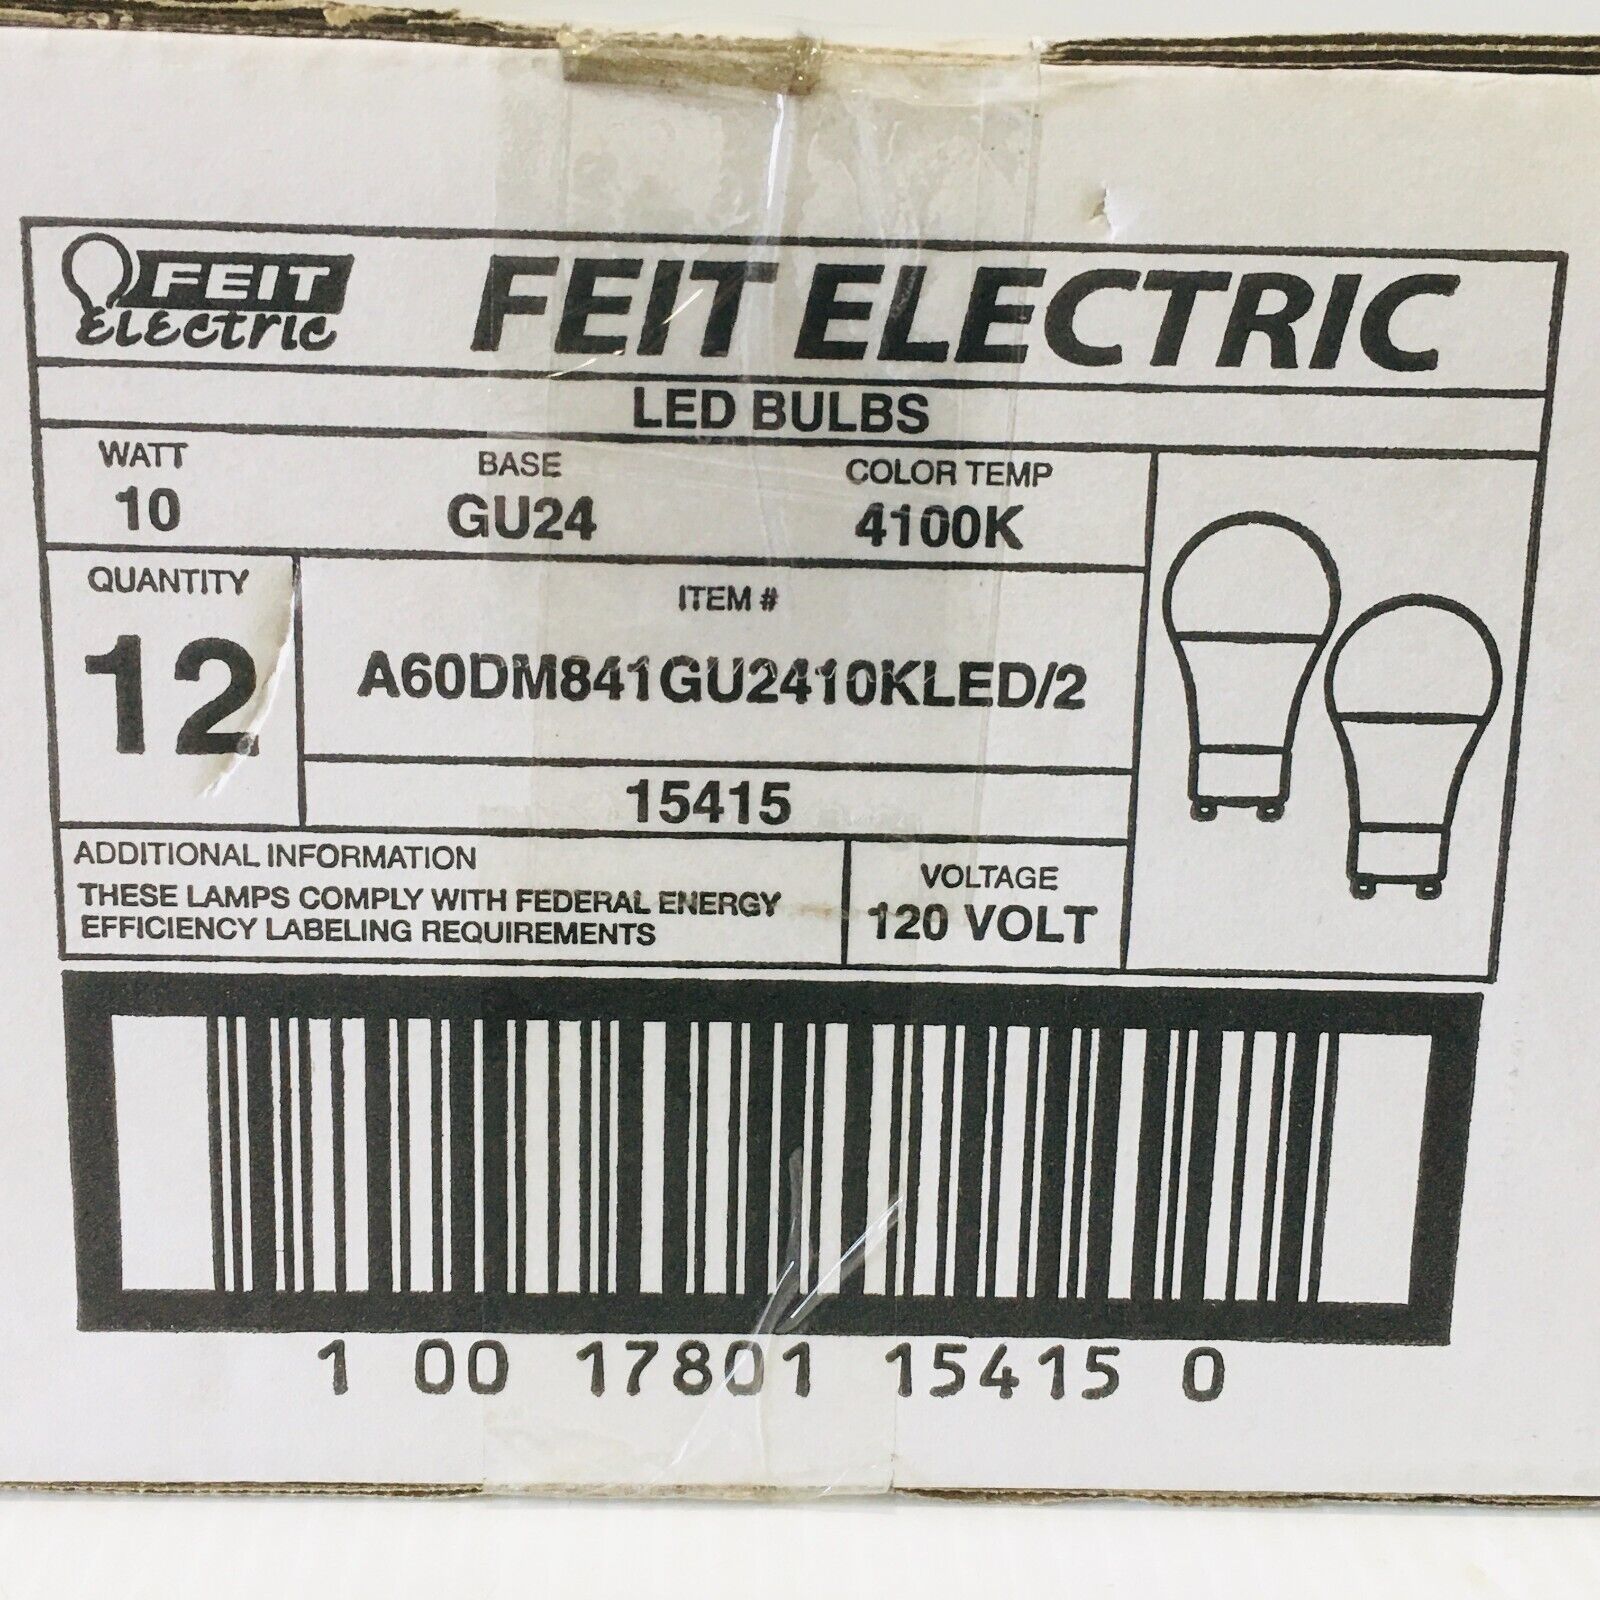 FEIT
Electric
FEIT ELECTRIC
LED BULBS
WATT
10
BASE
GU24
COLOR TEMP
4100K
QUANTITY
12
ITEM #
A60DM841GU2410KLED/2
15415
ADDITIONAL INFORMATION
THESE LAMPS COMPLY WITH FEDERAL ENERGY
EFFICIENCY LABELING REQUIREMENTS
VOLTAGE
120 VOLT
1 00 17801 15415 0